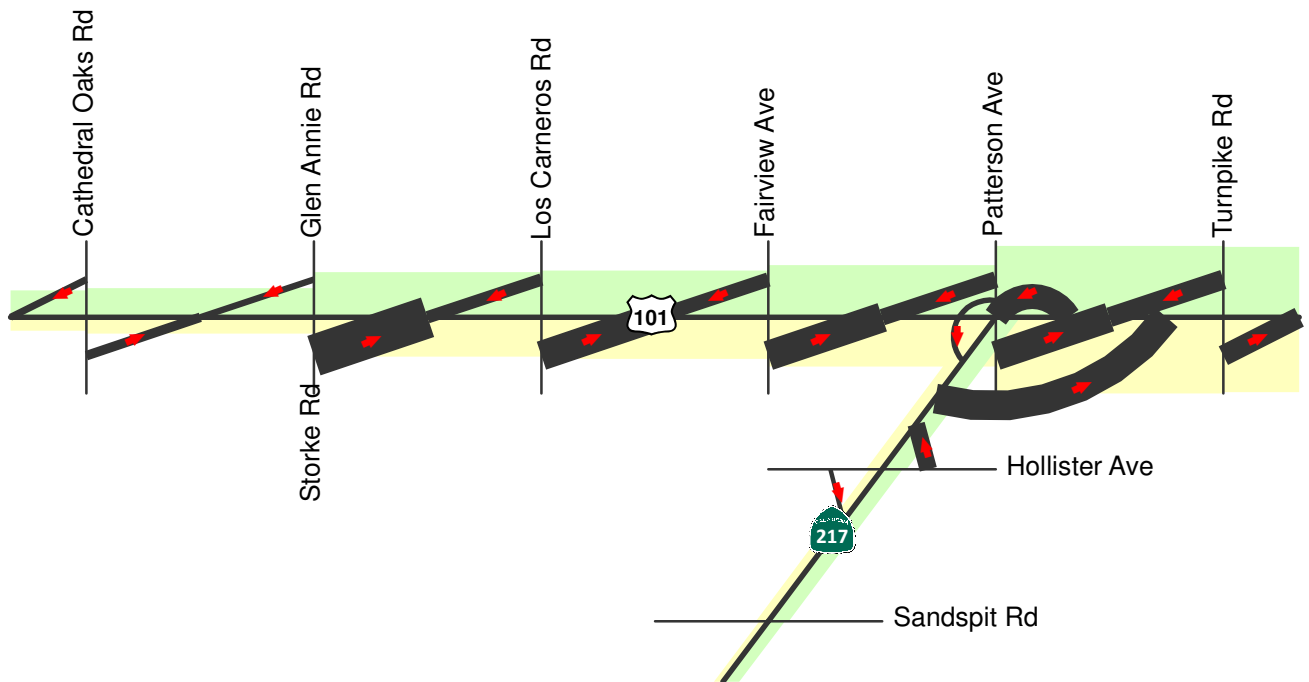 Cathedral Oaks Rd
Glen Annie Rd
Los Carneros Rd
Fairview Ave
Patterson Ave
Turnpike Rd
101
Storke Rd
Hollister Ave
217
Sandspit Rd